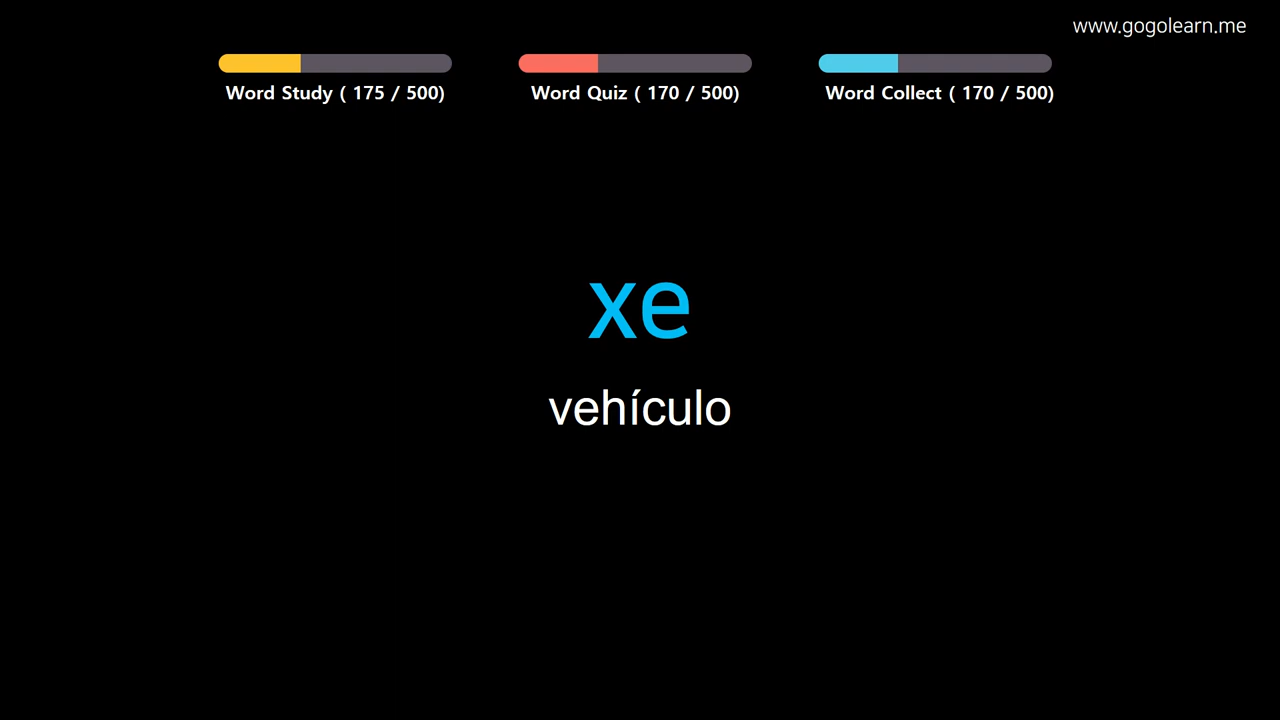 www.gogolearn.me
Word Study ( 175 / 500)
Word Quiz ( 170 / 500)
Word Collect ( 170 / 500)
xe
vehículo